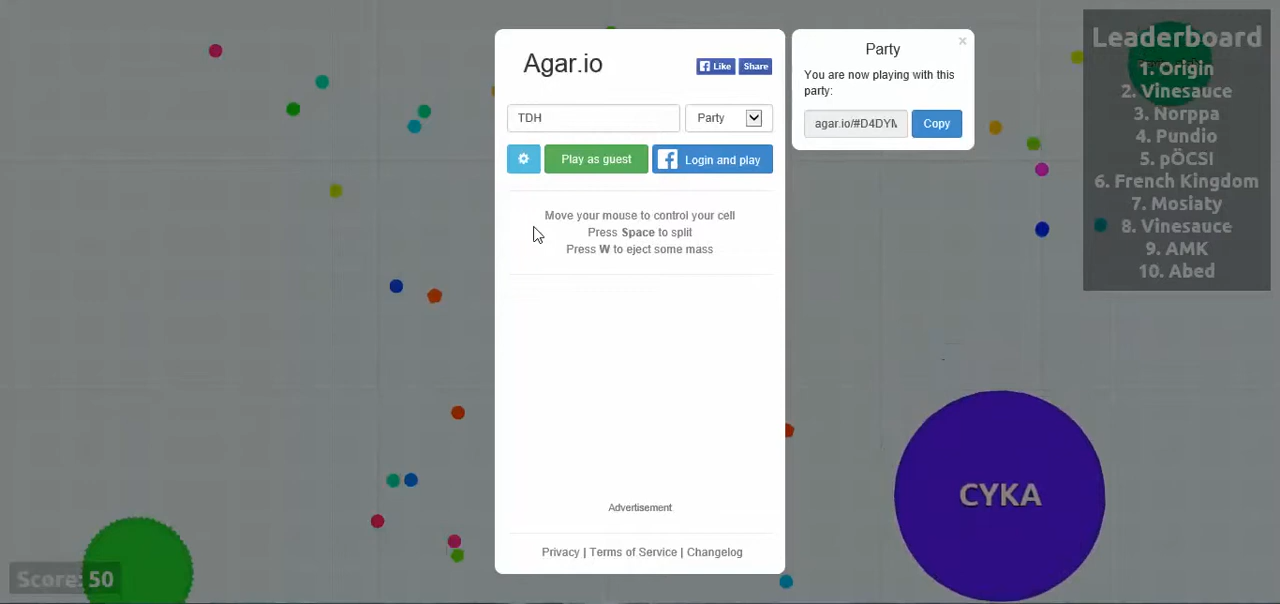 Agar.io
Like Share
TDH Party
Play as guest Login and play
Move your mouse to control your cell
Press Space to split
Press W to eject some mass
Advertisement
Privacy | Terms of Service | Changelog
Party ×
You are now playing with this
party:
Copy
Leaderboard
1. Origin
2. Vinesauce
3. Norppa
4. Pundio
5. pÖCSI
6. French Kingdom
7. Mosiaty
8. Vinesauce
9. AMK
10. Abed
CYKA
Score: 50